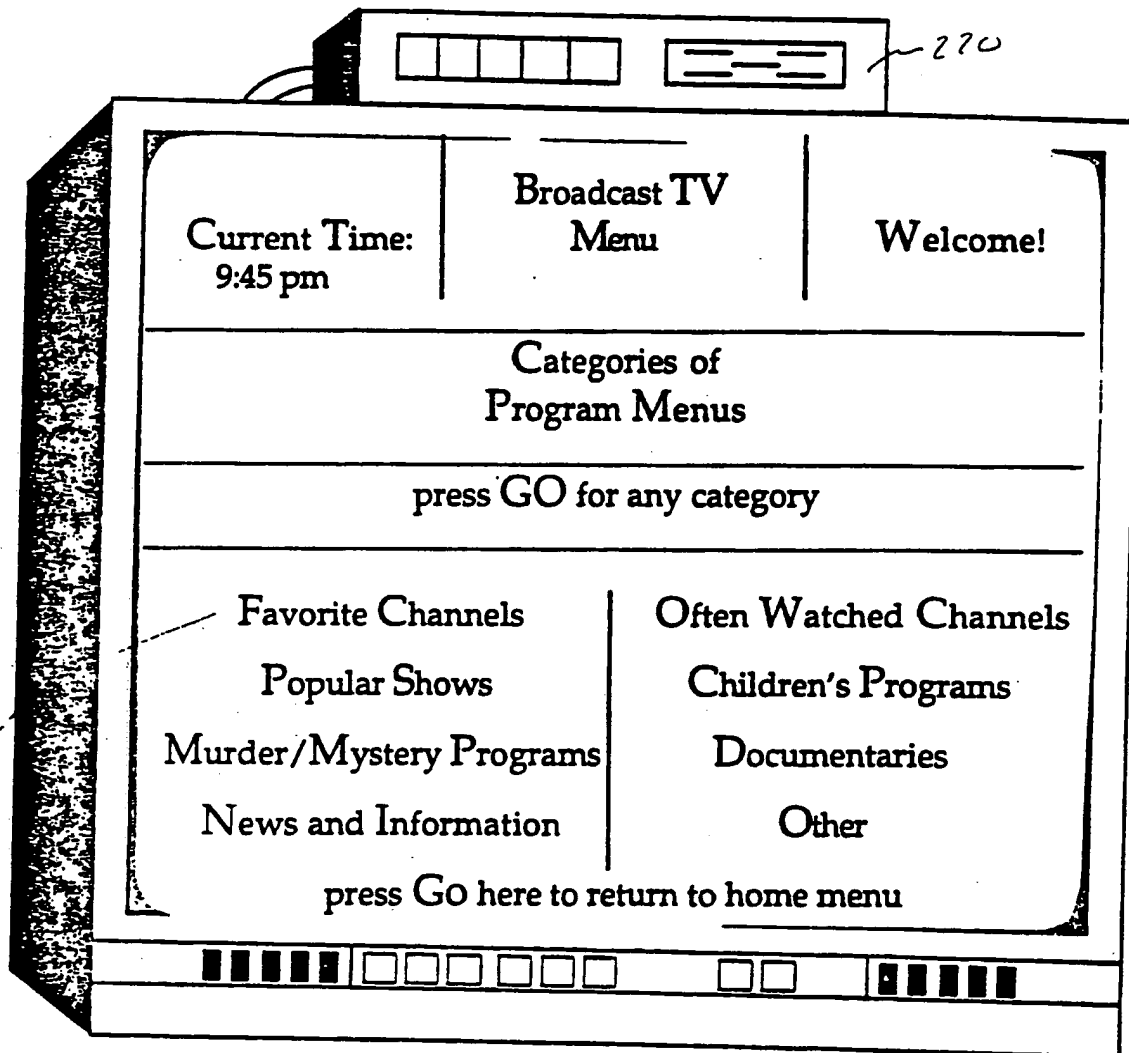 220
Broadcast TV
Menu
Current Time:
9:45 pm
Welcome!
Categories of
Program Menus
press GO for any category
Favorite Channels
Often Watched Channels
Popular Shows
Children's Programs
Murder/Mystery Programs
Documentaries
News and Information
Other
press Go here to return to home menu